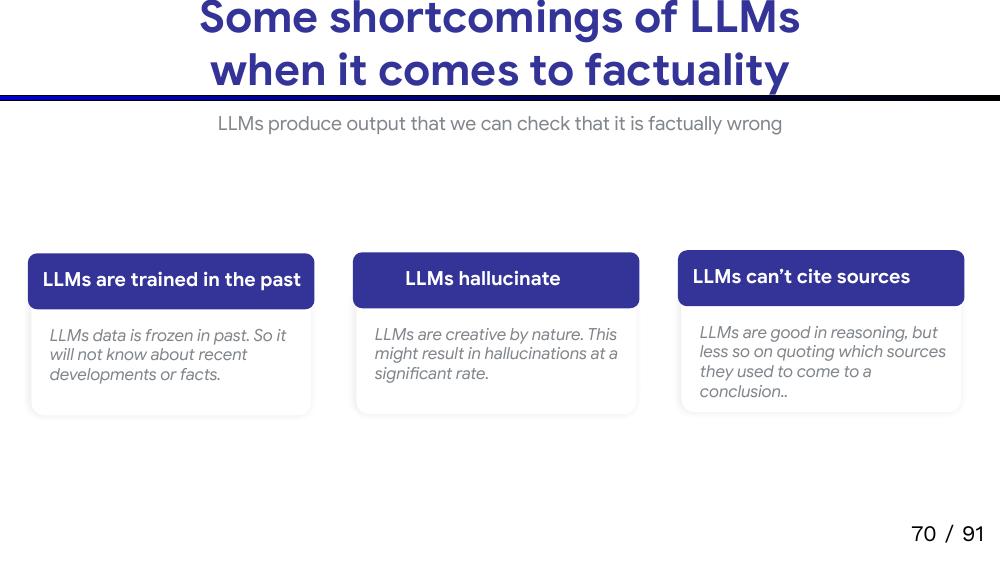 Some shortcomings of LLMs
when it comes to factuality
LLMs produce output that we can check that it is factually wrong
LLMs are trained in the past
LLMs data is frozen in past. So it
will not know about recent
developments or facts.
LLMs hallucinate
LLMs are creative by nature. This
might result in hallucinations at a
significant rate.
LLMs can’t cite sources
LLMs are good in reasoning, but
less so on quoting which sources
they used to come to a
conclusion..
70 / 91